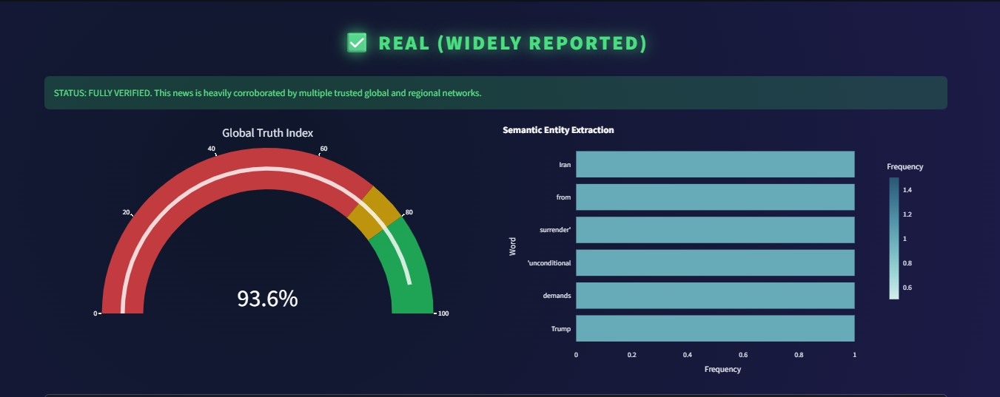 ✅ REAL (WIDELY REPORTED)
STATUS: FULLY VERIFIED. This news is heavily corroborated by multiple trusted global and regional networks.
Global Truth Index
0
20
40
60
80
100
93.6%
Semantic Entity Extraction
Word
Iran
from
surrender'
'unconditional
demands
Trump
0 0.2 0.4 0.6 0.8 1
Frequency
Frequency
1.4
1.2
1
0.8
0.6